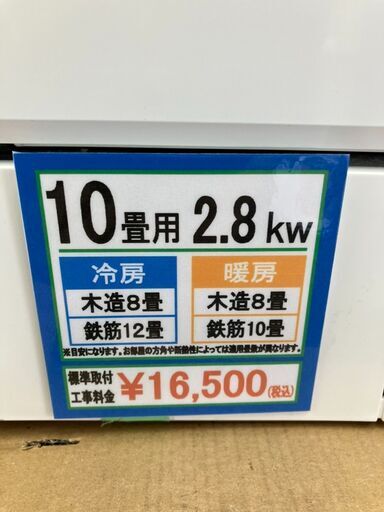 10畳用 2.8kw
冷房 暖房
木造8畳 木造8畳
鉄筋12畳 鉄筋10畳
※目安になります。お部屋の方角や断熱性によっては適用畳数が異なります。
標準取付
工事料金 ¥16,500(税込)